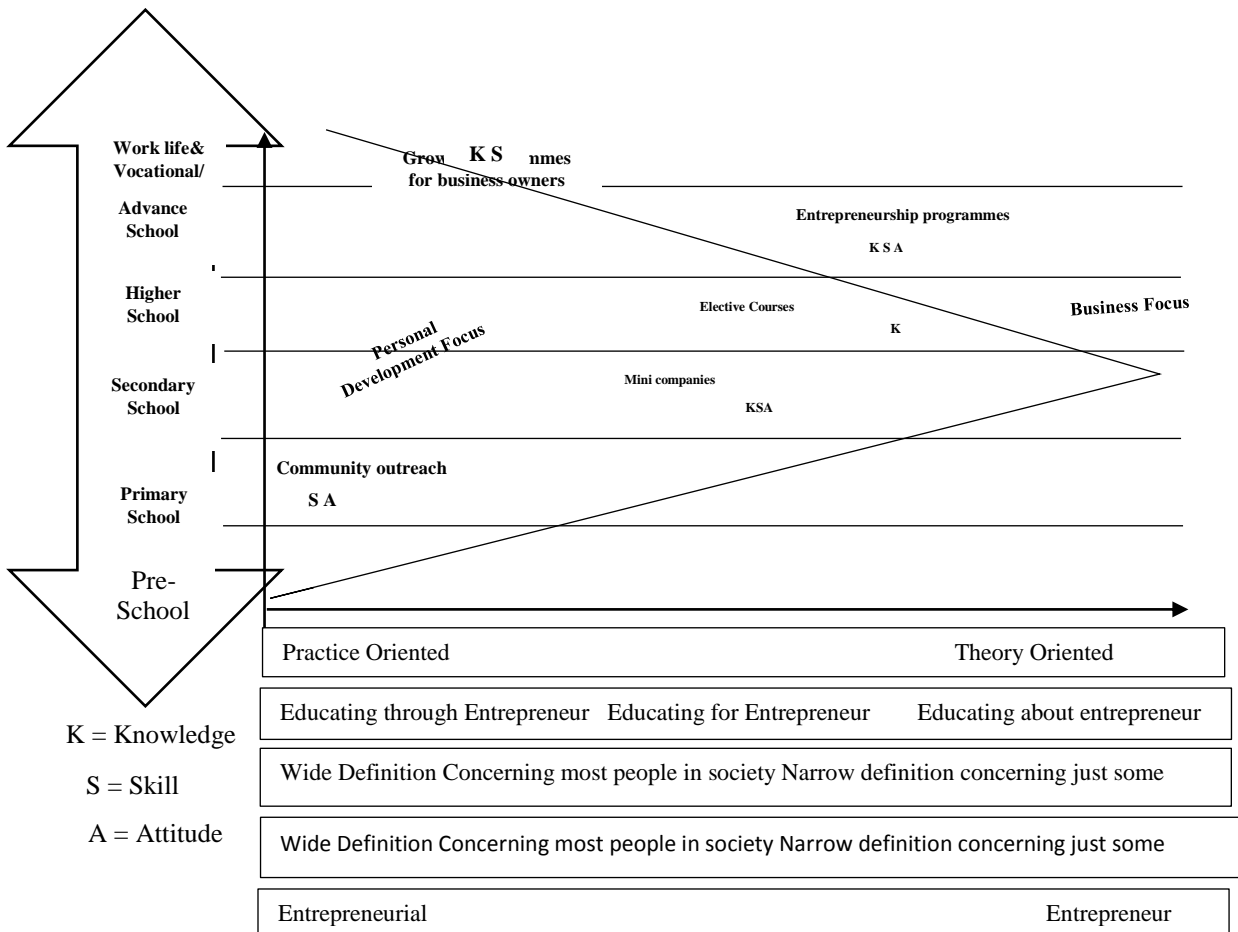 Work life&
Vocational/
K S
for business owners
Advance
School
Entrepreneurship programmes
K S A
Higher
School
Elective Courses
K
Business Focus
Personal
Development Focus
Secondary
School
Mini companies
KSA
Community outreach
S A
Primary
School
Pre-
School
Practice Oriented Theory Oriented
Educating through Entrepreneur Educating for Entrepreneur Educating about entrepreneur
K = Knowledge
Wide Definition Concerning most people in society Narrow definition concerning just some
S = Skill
A = Attitude
Wide Definition Concerning most people in society Narrow definition concerning just some
Entrepreneurial Entrepreneur